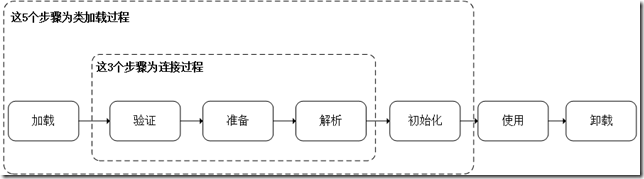 这5个步骤为类加载过程
这3个步骤为连接过程
加载
验证
准备
解析
初始化
使用
卸载